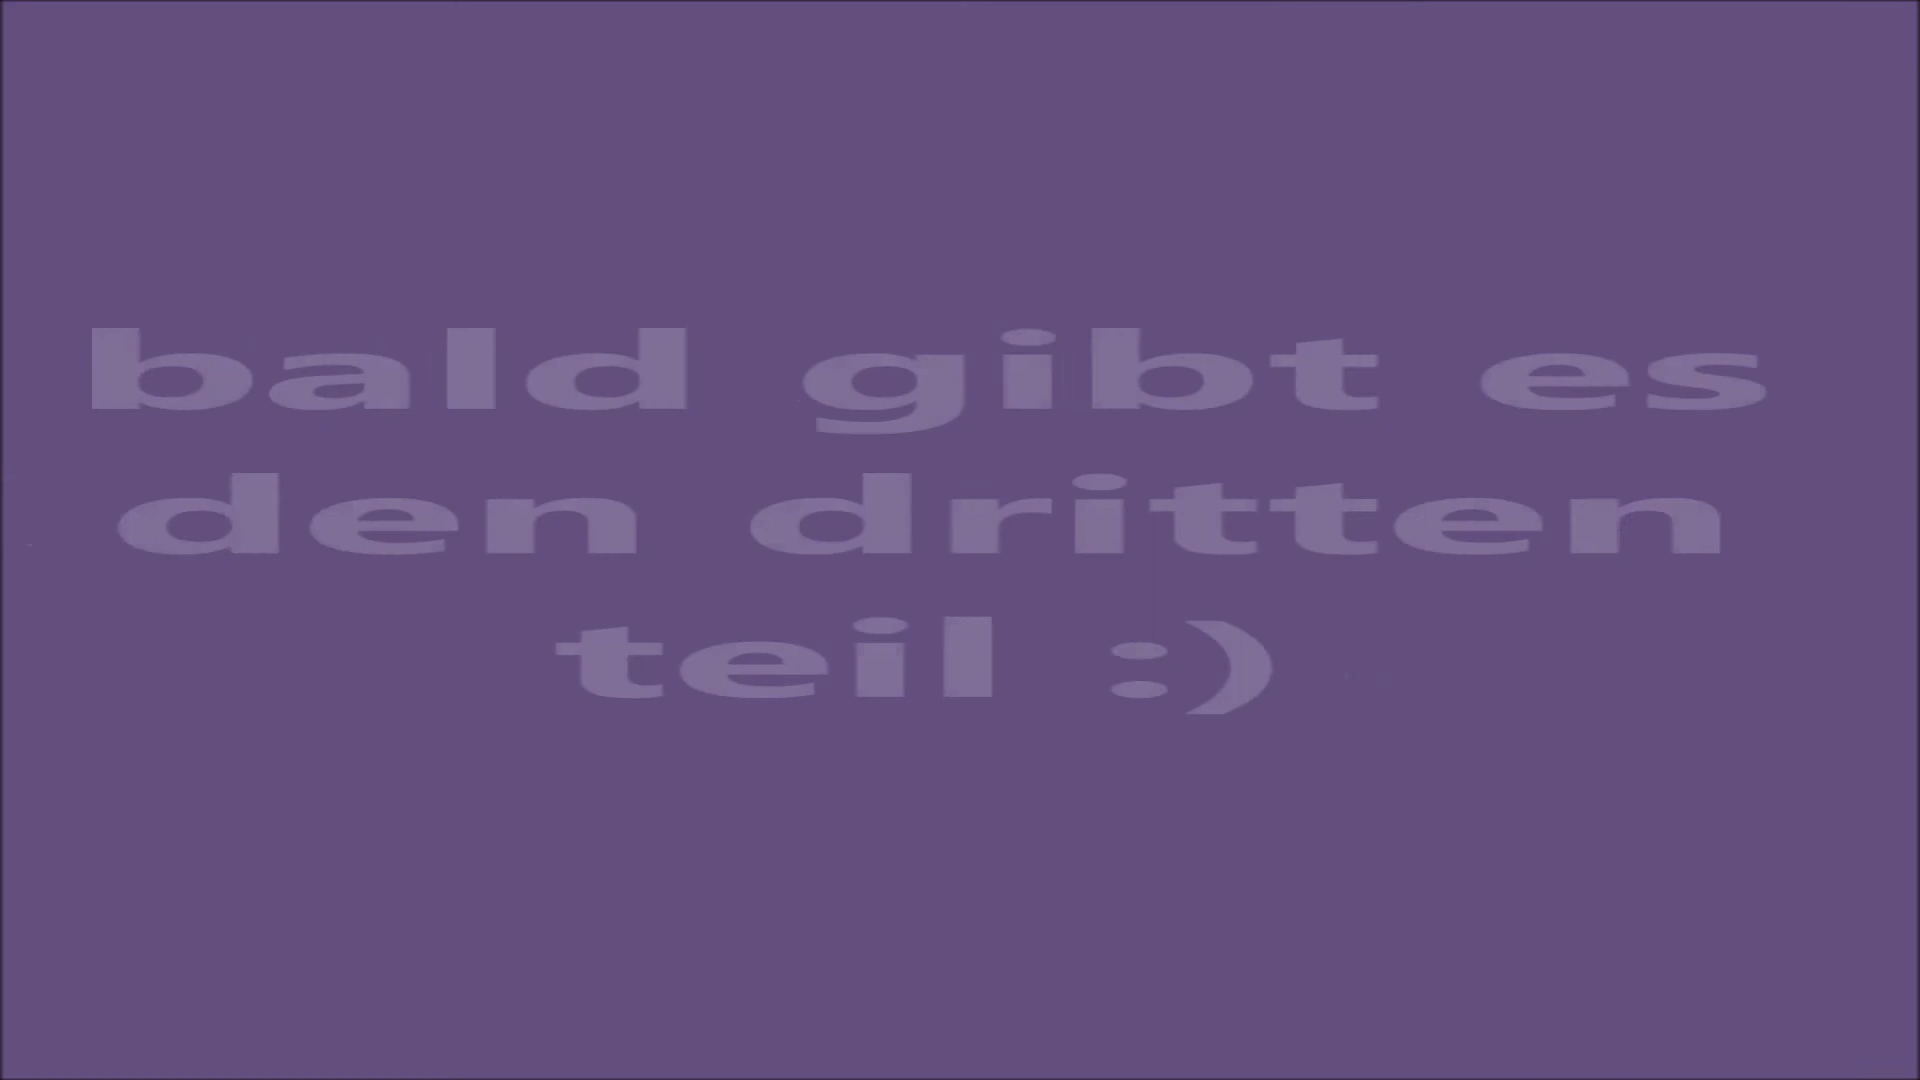 bald gibt es
den dritten
teil :)